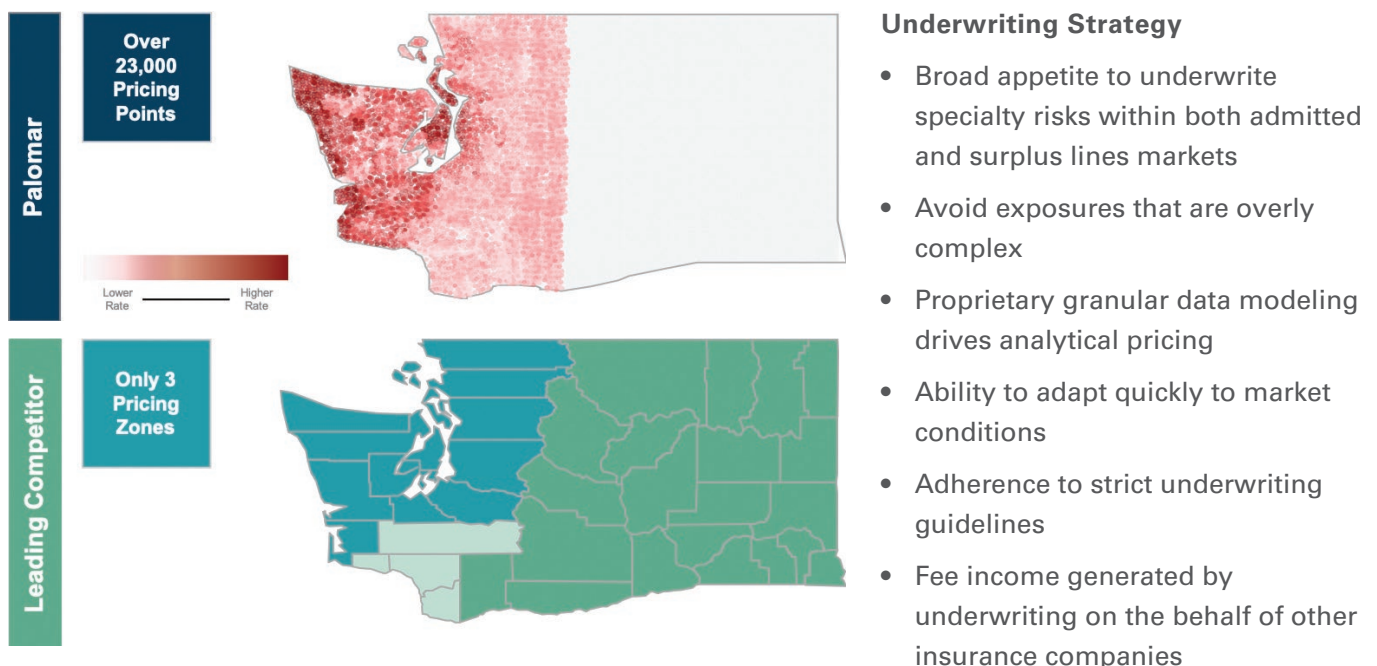 Palomar
Over
23,000
Pricing
Points
Lower
Rate
Higher
Rate
Leading Competitor
Only 3
Pricing
Zones
Underwriting Strategy
• Broad appetite to underwrite
specialty risks within both admitted
and surplus lines markets
• Avoid exposures that are overly
complex
• Proprietary granular data modeling
drives analytical pricing
• Ability to adapt quickly to market
conditions
• Adherence to strict underwriting
guidelines
• Fee income generated by
underwriting on the behalf of other
insurance companies